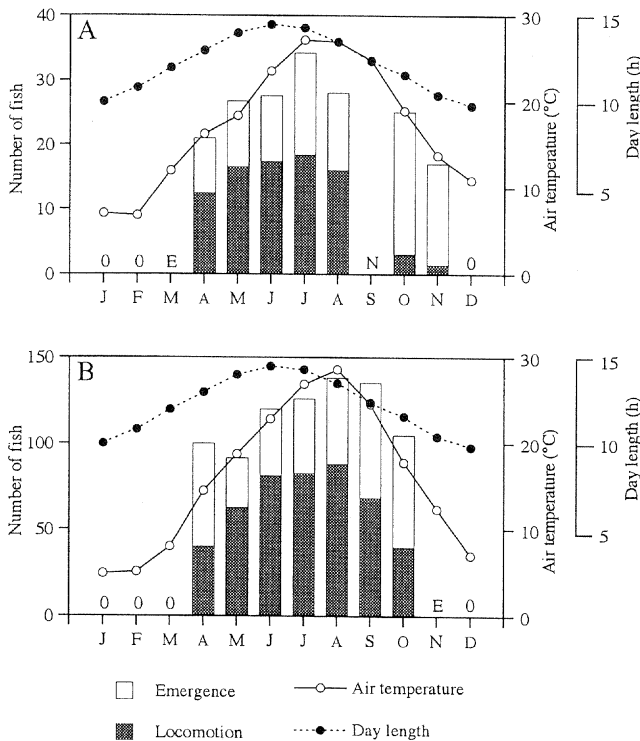 A
40
30
20
10
0
Number of fish
0 0 E N 0
J F M A M J J A S O N D
30
20
10
0
Air temperature (°C)
15
10
5
Day length (h)
B
150
100
50
0
Number of fish
0 0 0 E 0
J F M A M J J A S O N D
30
20
10
0
Air temperature (°C)
15
10
5
Day length (h)
Emergence Air temperature
Locomotion Day length